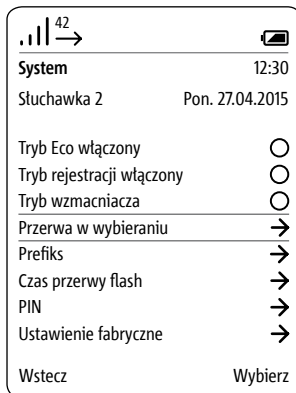 42
System 12:30
Słuchawka 2 Pon. 27.04.2015
Tryb Eco włączony
Tryb rejestracji włączony
Tryb wzmacniacza
Przerwa w wybieraniu
Prefiks
Czas przerwy flash
PIN
Ustawienie fabryczne
Wstecz Wybierz